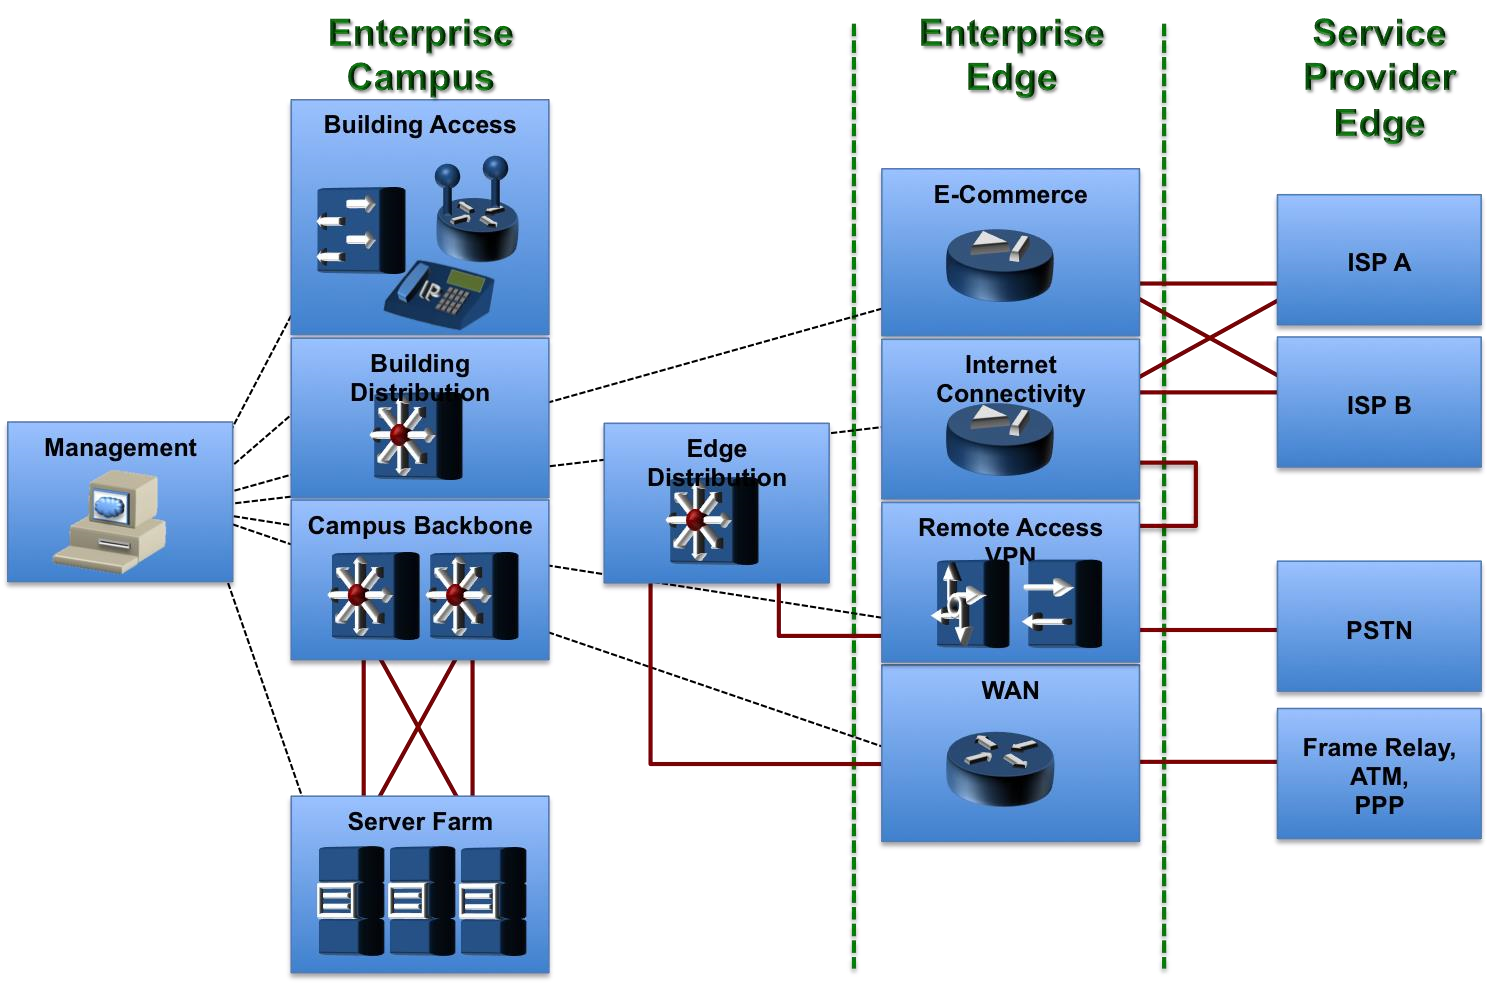 Enterprise
Campus
Enterprise
Edge
Service
Provider
Edge
Building Access
IP
Building
Distribution
Management
Campus Backbone
Server Farm
Edge
Distribution
E-Commerce
Internet
Connectivity
Remote Access
VPN
WAN
ISP A
ISP B
PSTN
Frame Relay,
ATM,
PPP